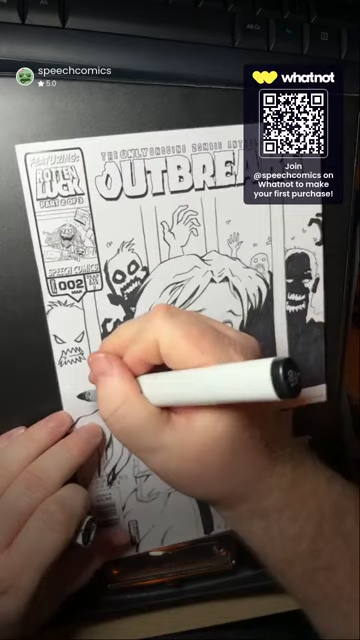 speechcomics
★ 5.0
whatnot
Join
@speechcomics on
Whatnot to make
your first purchase!
FEATURING:
ROTTEN
LUCK
PART 2 OF 3
THE ONLY ONGOING ZOMBIE
OUTBREA
SPEECH COMICS
002